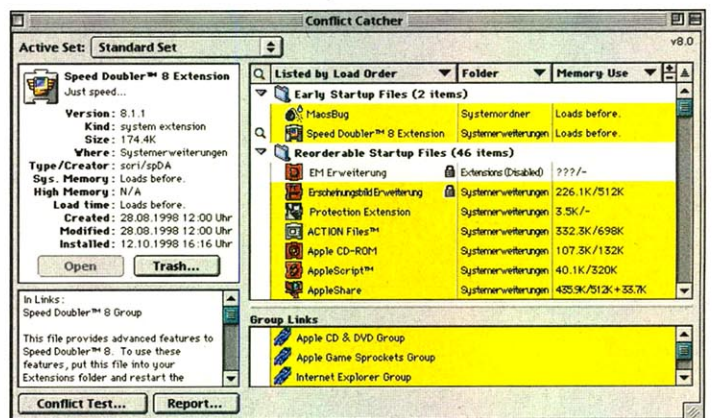 Conflict Catcher
Active Set: Standard Set
v8.0
Speed Doubler™ 8 Extension
Just speed...
Version: 8.1.1
Kind: system extension
Size: 174.4K
Where: Systemerweiterungen
Type/Creator: scri/spDA
Sys. Memory: Loads before.
High Memory: N/A
Load time: Loads before.
Created: 28.08.1998 12:00 Uhr
Modified: 28.08.1998 12:00 Uhr
Installed: 12.10.1998 16:16 Uhr
Open Trash...
In Links:
Speed Doubler™ 8 Group
This file provides advanced features to
Speed Doubler™ 8. To use these
features, put this file into your
Extensions folder and restart the
Conflict Test... Report...
Listed by Load Order Folder Memory Use
Early Startup Files (2 items)
MacsBug Systemordner Loads before.
Speed Doubler™ 8 Extension Systemerweiterungen Loads before.
Reorderable Startup Files (46 items)
EM Erweiterung Extensions (Disabled) ???/-
Erscheinungsbild Erweiterung Systemerweiterungen 226.1K/512K
Protection Extension Systemerweiterungen 3.5K/-
ACTION Files™ Systemerweiterungen 332.3K/698K
Apple CD-ROM Systemerweiterungen 107.3K/132K
AppleScript™ Systemerweiterungen 40.1K/320K
AppleShare Systemerweiterungen 435.9K/512K+33.7K
Group Links
Apple CD & DVD Group
Apple Game Sprockets Group
Internet Explorer Group